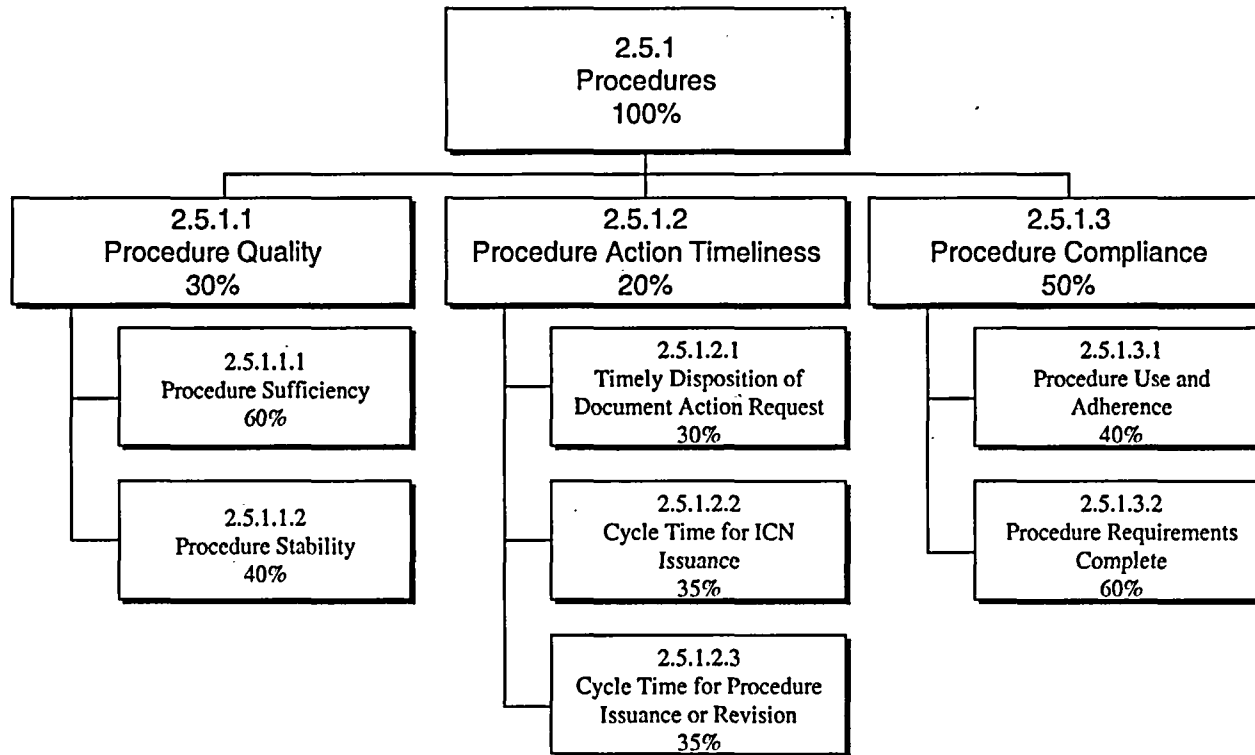 2.5.1
Procedures
100%
2.5.1.1
Procedure Quality
30%
2.5.1.1.1
Procedure Sufficiency
60%
2.5.1.1.2
Procedure Stability
40%
2.5.1.2
Procedure Action Timeliness
20%
2.5.1.2.1
Timely Disposition of
Document Action Request
30%
2.5.1.2.2
Cycle Time for ICN
Issuance
35%
2.5.1.2.3
Cycle Time for Procedure
Issuance or Revision
35%
2.5.1.3
Procedure Compliance
50%
2.5.1.3.1
Procedure Use and
Adherence
40%
2.5.1.3.2
Procedure Requirements
Complete
60%